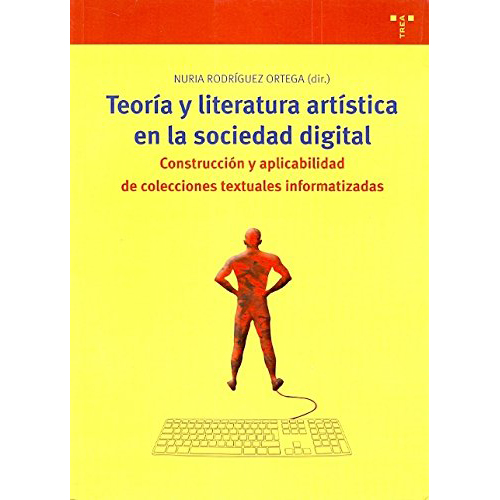 TREA
NURIA RODRÍGUEZ ORTEGA (dir.)
Teoría y literatura artística
en la sociedad digital
Construcción y aplicabilidad
de colecciones textuales informatizadas